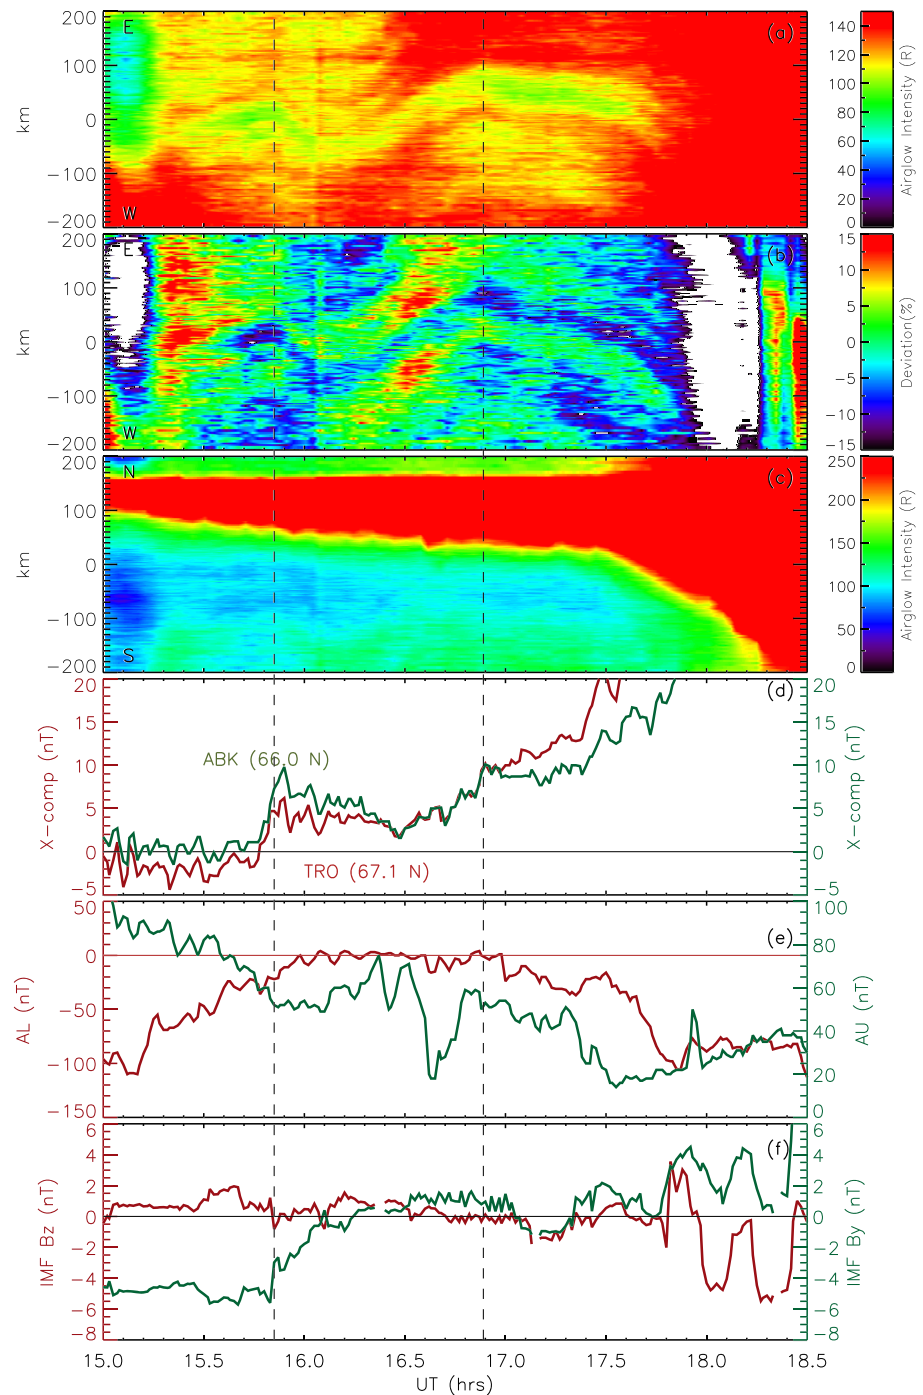 200
E
(a)
100
0
km
−100
W
−200
150
140
120
100
80
60
40
20
0
Airglow Intensity (R)
200
E
(b)
100
0
km
−100
W
−200
15
10
5
0
−5
−10
−15
Deviation(%)
200
N
(c)
100
0
km
−100
S
−200
250
200
150
100
50
0
Airglow Intensity (R)
20
15
10
5
0
−5
X−comp (nT)
(d)
ABK (66.0 N)
TRO (67.1 N)
20
15
10
5
0
−5
X−comp (nT)
50
0
−50
−100
−150
AL (nT)
(e)
100
80
60
40
20
0
AU (nT)
6
4
2
0
−2
−4
−6
−8
IMF Bz (nT)
(f)
6
4
2
0
−2
−4
−6
−8
IMF By (nT)
15.0 15.5 16.0 16.5 17.0 17.5 18.0 18.5
UT (hrs)